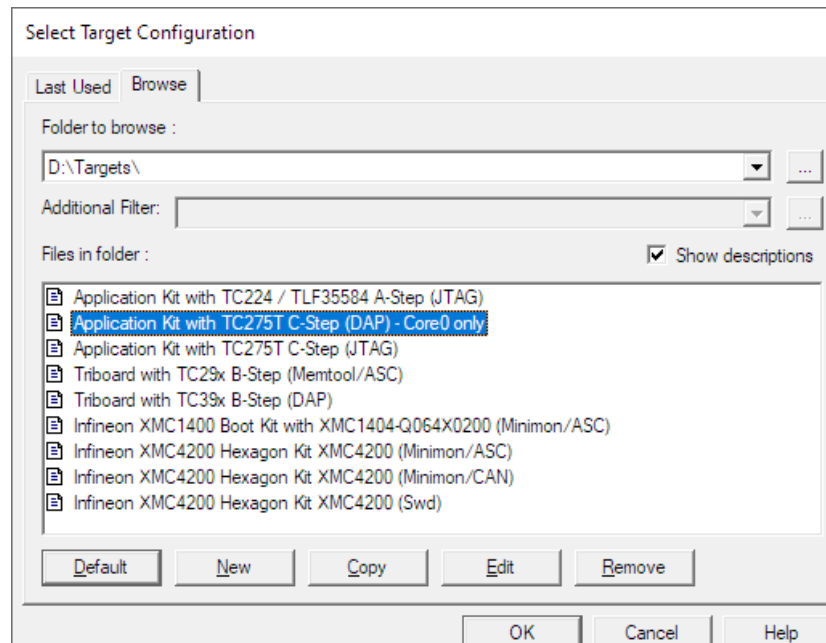 Select Target Configuration
Last Used Browse
Folder to browse :
D:\Targets\
...
Additional Filter:
...
Files in folder : Show descriptions
Application Kit with TC224 / TLF35584 A-Step (JTAG)
Application Kit with TC275T C-Step (DAP) - Core0 only
Application Kit with TC275T C-Step (JTAG)
Triboard with TC29x B-Step (Memtool/ASC)
Triboard with TC39x B-Step (DAP)
Infineon XMC1400 Boot Kit with XMC1404-Q064X0200 (Minimon/ASC)
Infineon XMC4200 Hexagon Kit XMC4200 (Minimon/ASC)
Infineon XMC4200 Hexagon Kit XMC4200 (Minimon/CAN)
Infineon XMC4200 Hexagon Kit XMC4200 (Swd)
Default New Copy Edit Remove
OK Cancel Help